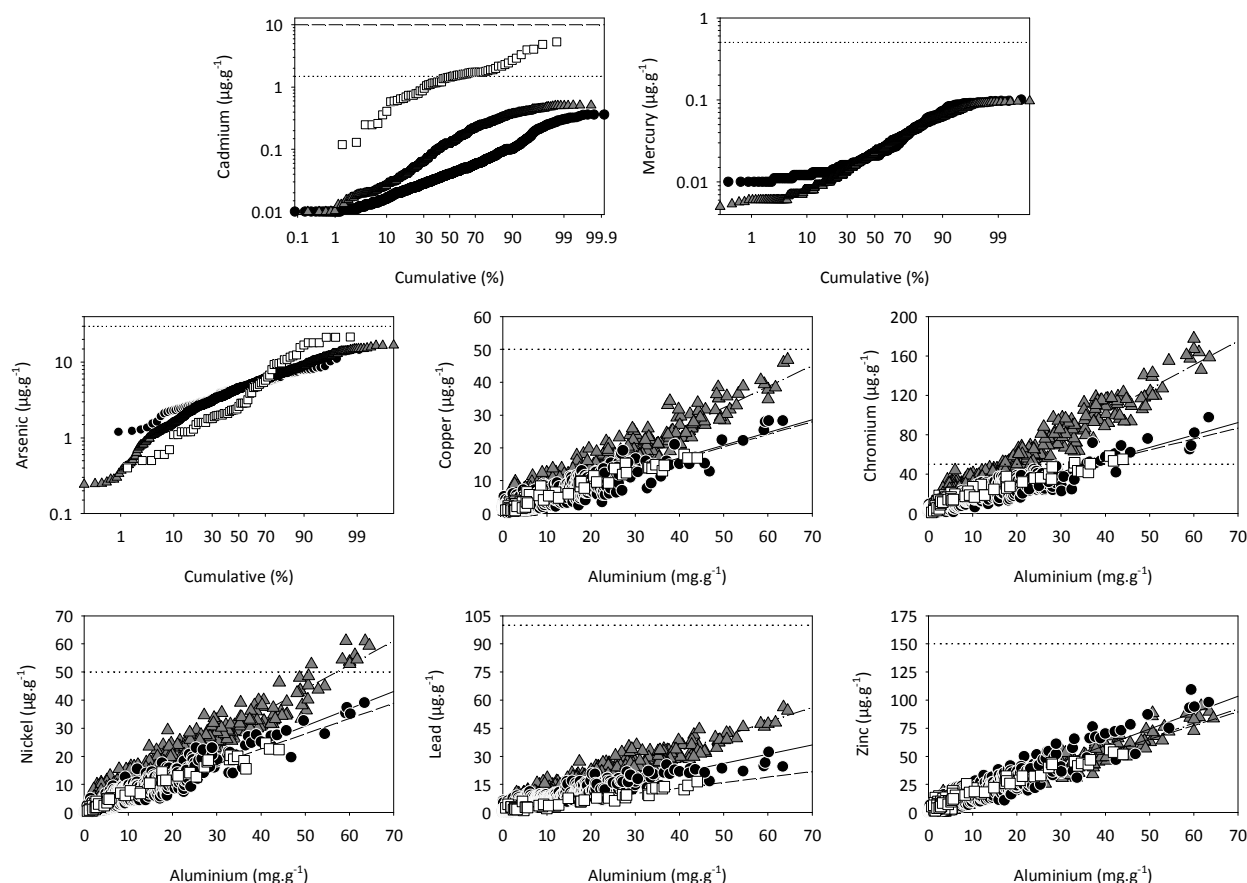 Cadmium (µg.g-1)
10
1
0.1
0.01
0.1 1 10 30 50 70 90 99 99.9
Cumulative (%)
Mercury (µg.g-1)
1
0.1
0.01
1 10 30 50 70 90 99
Cumulative (%)
Arsenic (µg.g-1)
10
1
0.1
1 10 30 50 70 90 99
Cumulative (%)
Copper (µg.g-1)
60
50
40
30
20
10
0
0 10 20 30 40 50 60 70
Aluminium (mg.g-1)
Chromium (µg.g-1)
200
160
120
80
40
0
0 10 20 30 40 50 60 70
Aluminium (mg.g-1)
Nickel (µg.g-1)
70
60
50
40
30
20
10
0
0 10 20 30 40 50 60 70
Aluminium (mg.g-1)
Lead (µg.g-1)
105
90
75
60
45
30
15
0
0 10 20 30 40 50 60 70
Aluminium (mg.g-1)
Zinc (µg.g-1)
175
150
125
100
75
50
25
0
0 10 20 30 40 50 60 70
Aluminium (mg.g-1)